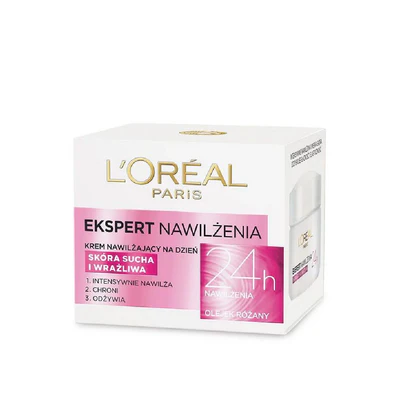 L'ORÉAL
PARIS
EKSPERT NAWILŻENIA
KREM NAWILŻAJĄCY NA DZIEŃ
SKÓRA SUCHA
I WRAŻLIWA
1. INTENSYWNIE NAWILŻA
2. CHRONI
3. ODŻYWIA
24h
NAWILŻENIA
OLEJEK RÓŻANY